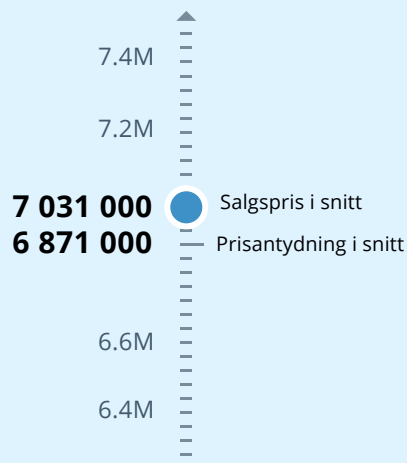 7.4M
7.2M
7 031 000 Salgspris i snitt
6 871 000 Prisantydning i snitt
6.6M
6.4M